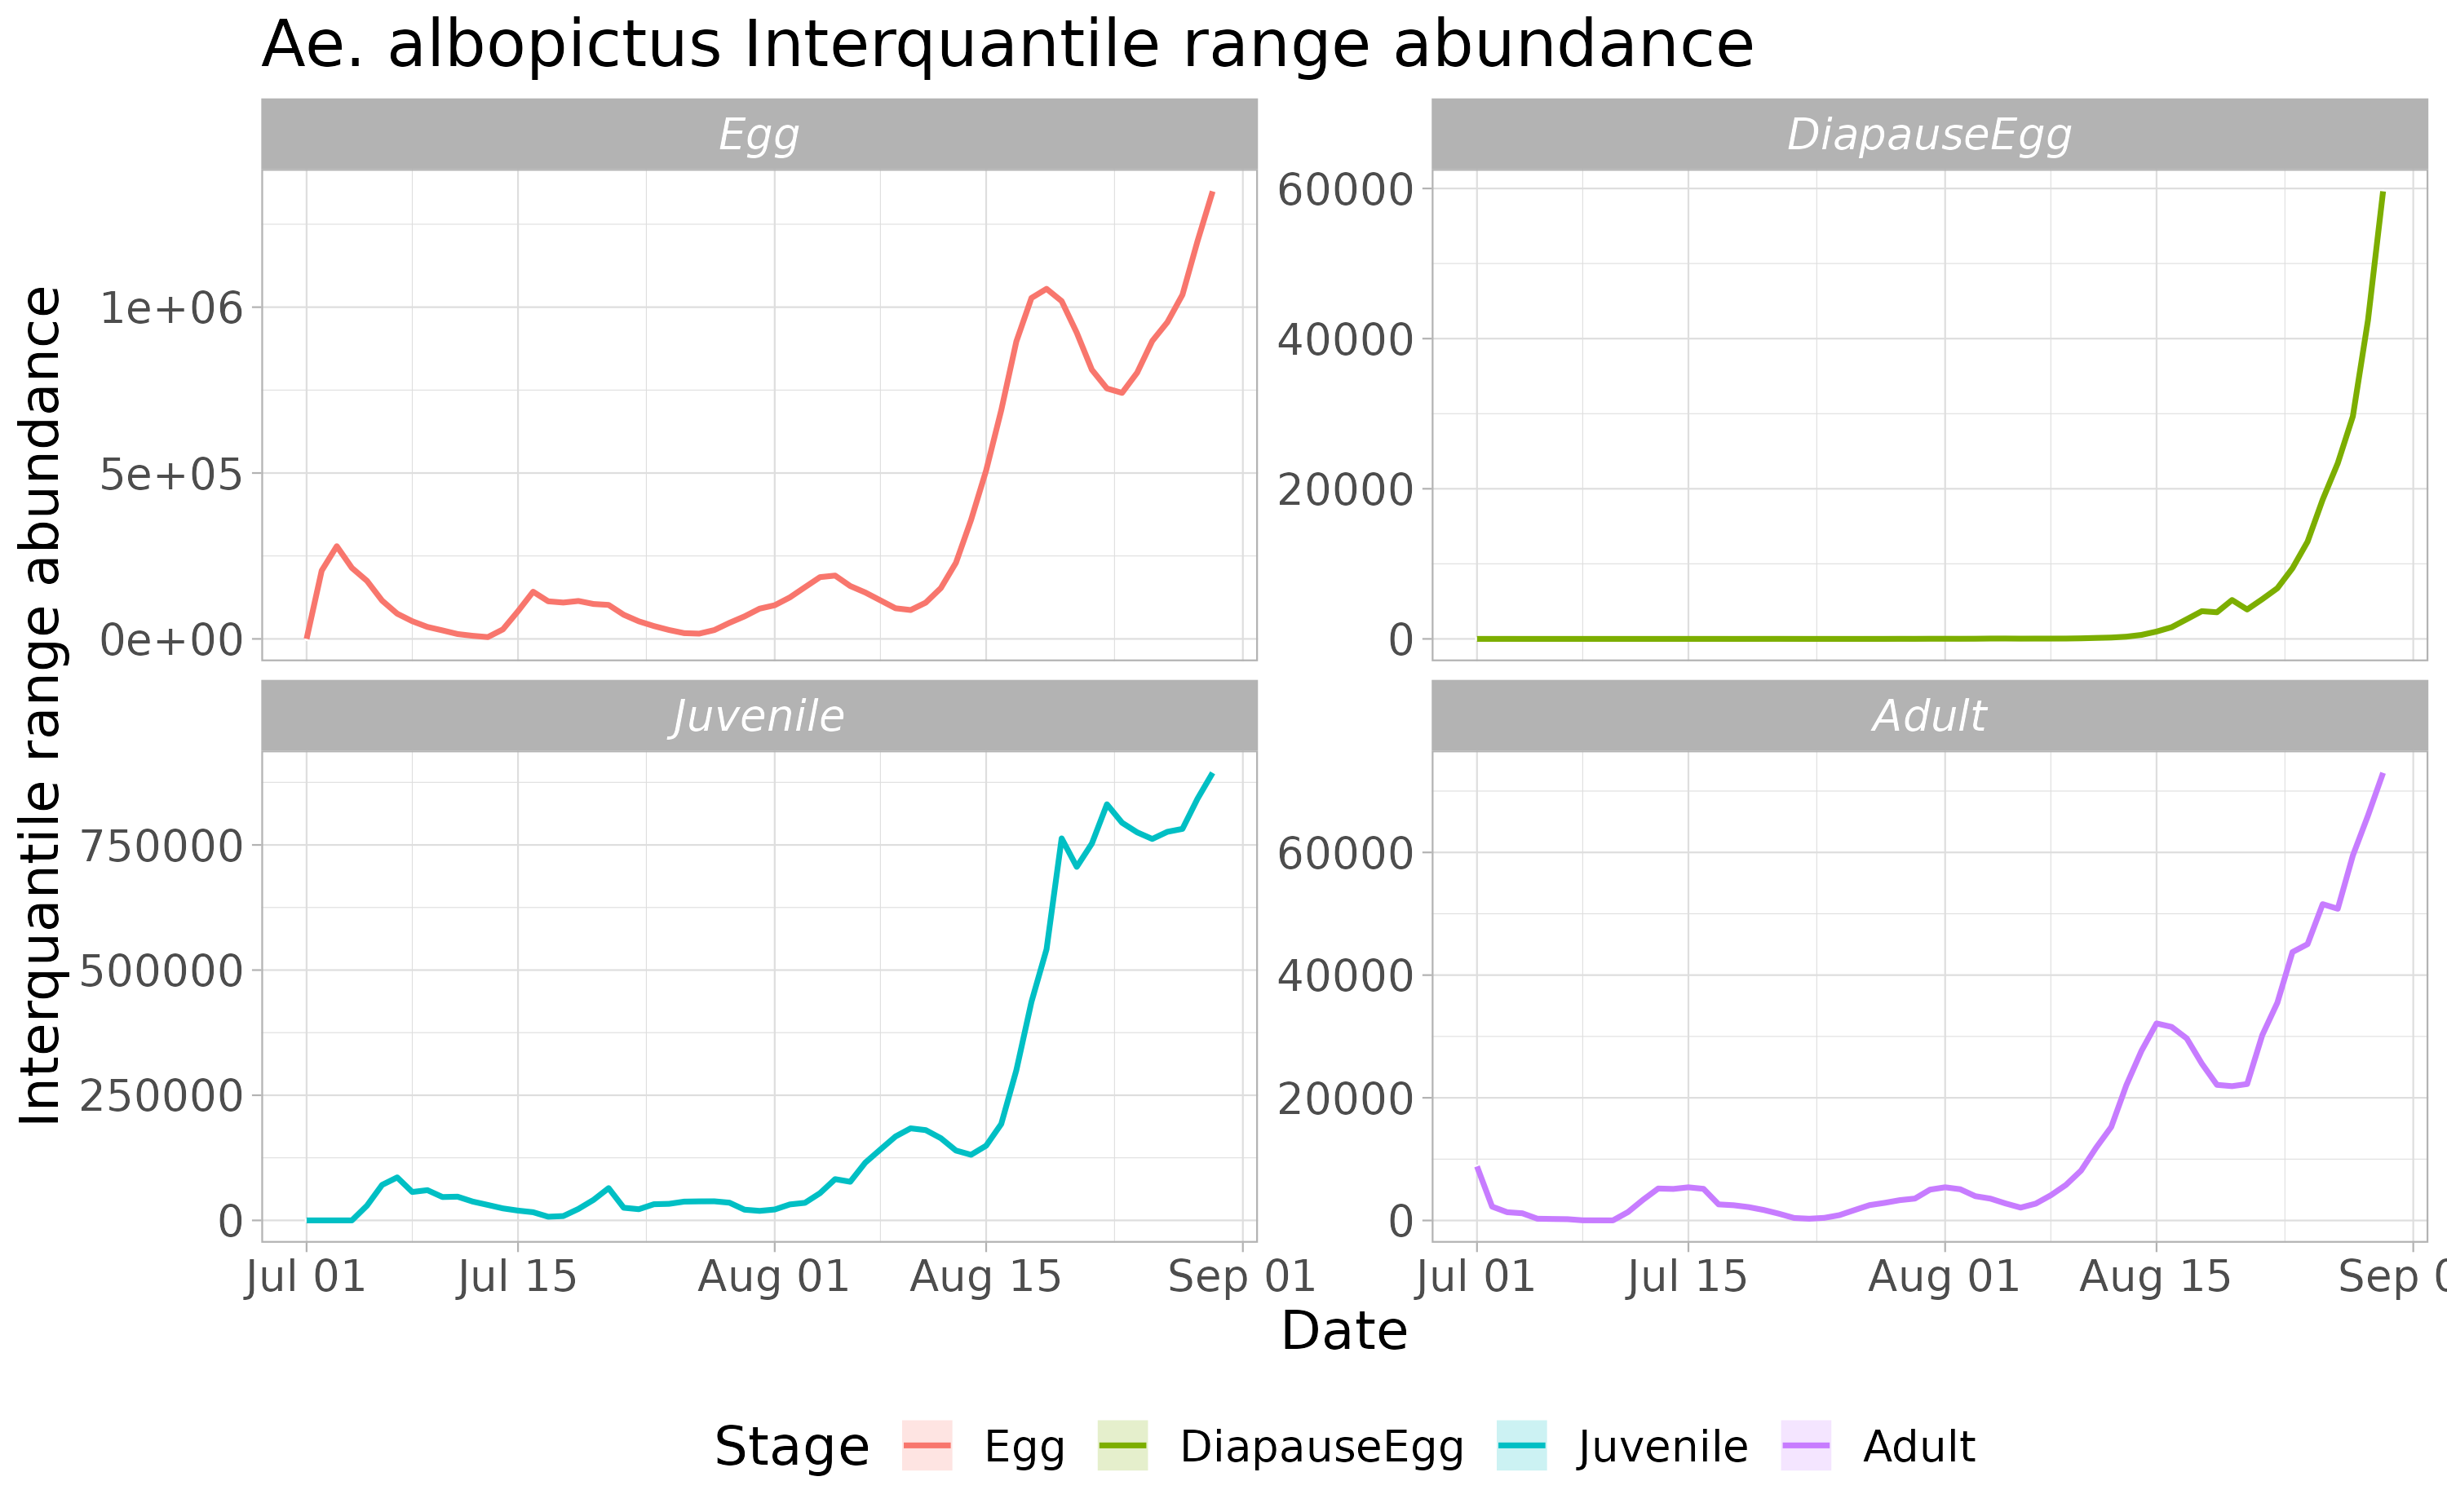 Ae. albopictus Interquantile range abundance
Interquantile range abundance
Egg
1e+06
5e+05
0e+00
DiapauseEgg
60000
40000
20000
0
Juvenile
750000
500000
250000
0
Jul 01 Jul 15 Aug 01 Aug 15 Sep 01
Adult
60000
40000
20000
0
Jul 01 Jul 15 Aug 01 Aug 15 Sep 0
Date
Stage Egg DiapauseEgg Juvenile Adult